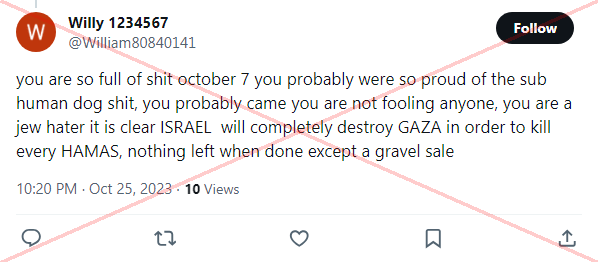 W
Willy 1234567
@William80840141
Follow
you are so full of shit october 7 you probably were so proud of the sub
human dog shit, you probably came you are not fooling anyone, you are a
jew hater it is clear ISRAEL  will completely destroy GAZA in order to kill
every HAMAS, nothing left when done except a gravel sale
10:20 PM · Oct 25, 2023 · 10 Views